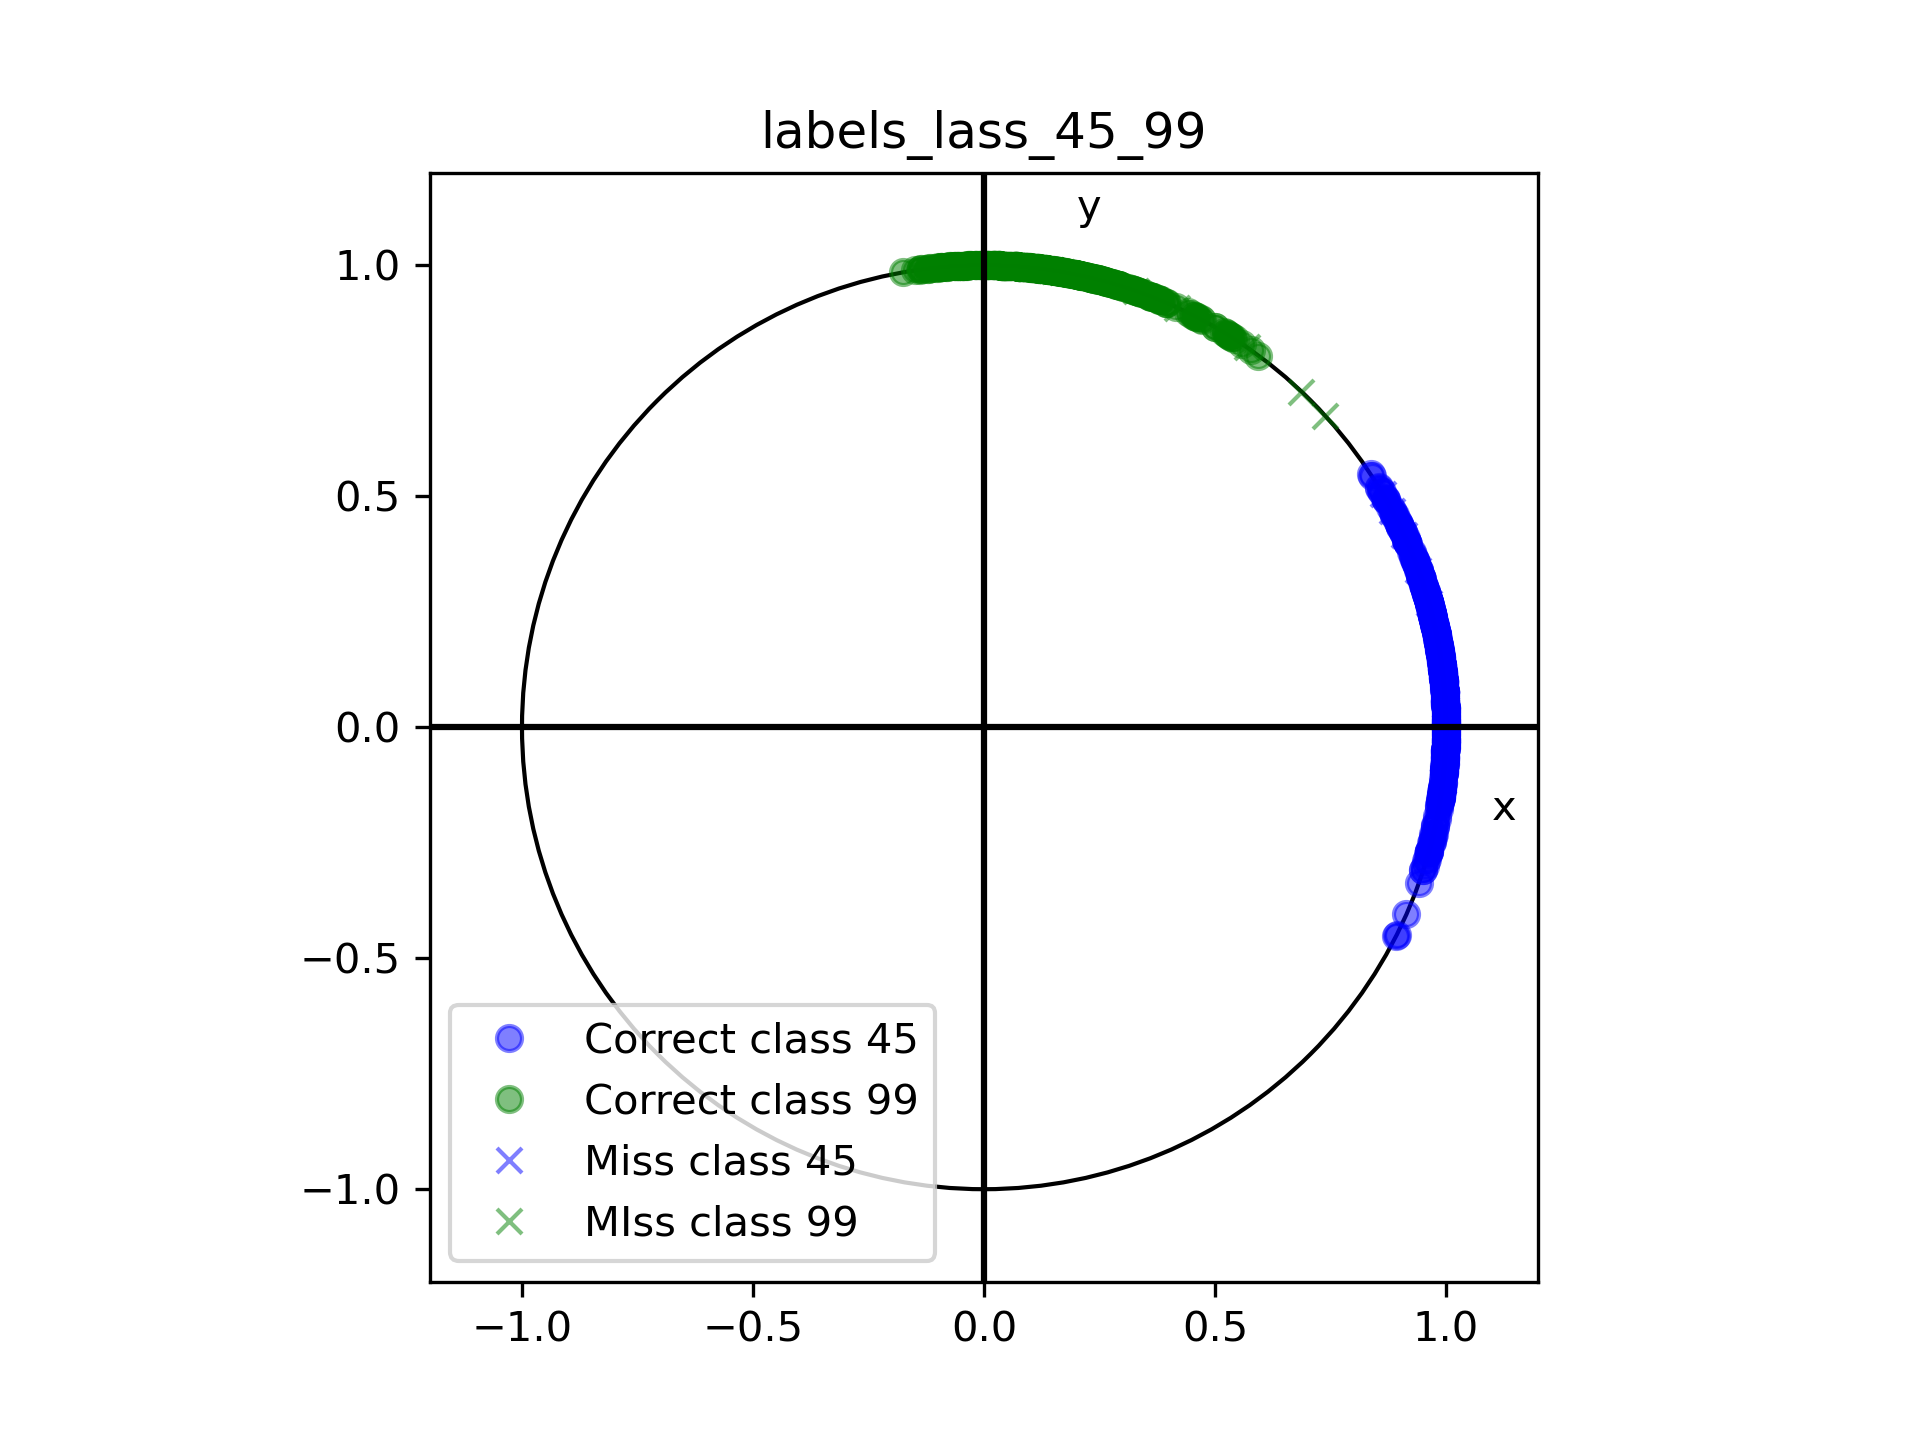 labels_lass_45_99
y
1.0
0.5
0.0
x
−0.5
−1.0
Correct class 45
Correct class 99
Miss class 45
MIss class 99
−1.0 −0.5 0.0 0.5 1.0